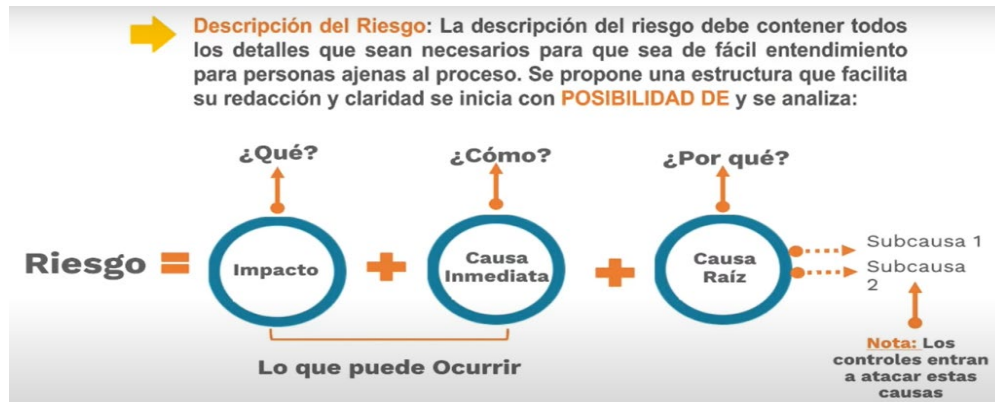 Descripción del Riesgo: La descripción del riesgo debe contener todos
los detalles que sean necesarios para que sea de fácil entendimiento
para personas ajenas al proceso. Se propone una estructura que facilita
su redacción y claridad se inicia con POSIBILIDAD DE y se analiza:
¿Qué?
¿Cómo?
¿Por qué?
Riesgo =
Impacto
+
Causa
Inmediata
+
Causa
Raíz
Subcausa 1
Subcausa
2
Lo que puede Ocurrir
Nota: Los
controles entran
a atacar estas
causas